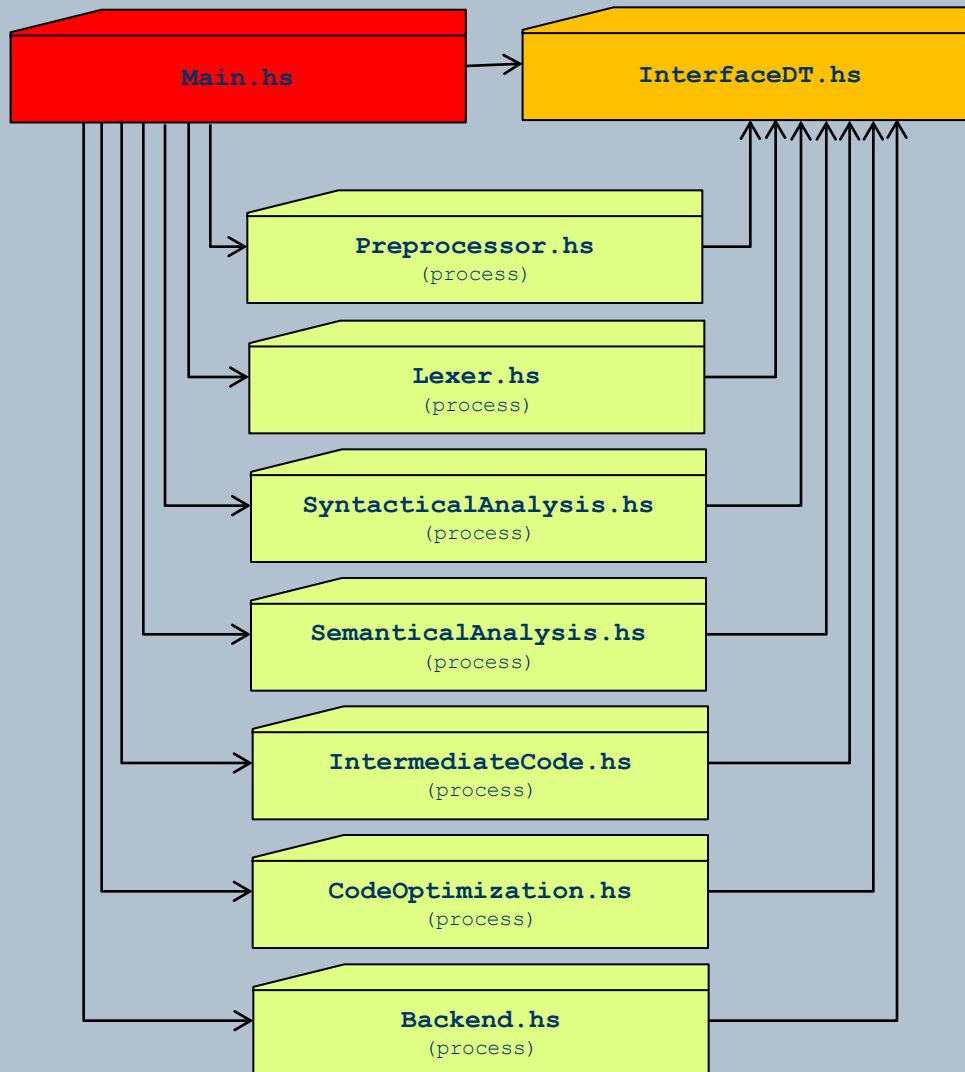 Main.hs
InterfaceDT.hs
Preprocessor.hs
(process)
Lexer.hs
(process)
SyntacticalAnalysis.hs
(process)
SemanticalAnalysis.hs
(process)
IntermediateCode.hs
(process)
CodeOptimization.hs
(process)
Backend.hs
(process)